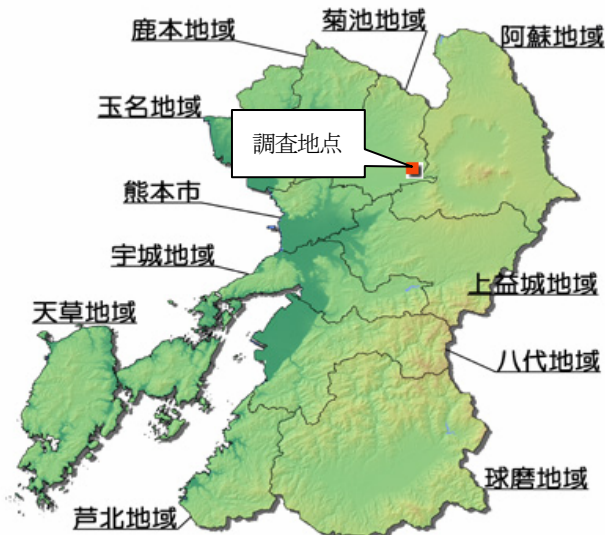 菊池地域
鹿本地域
阿蘇地域
玉名地域
調査地点
熊本市
宇城地域
上益城地域
天草地域
八代地域
球磨地域
芦北地域